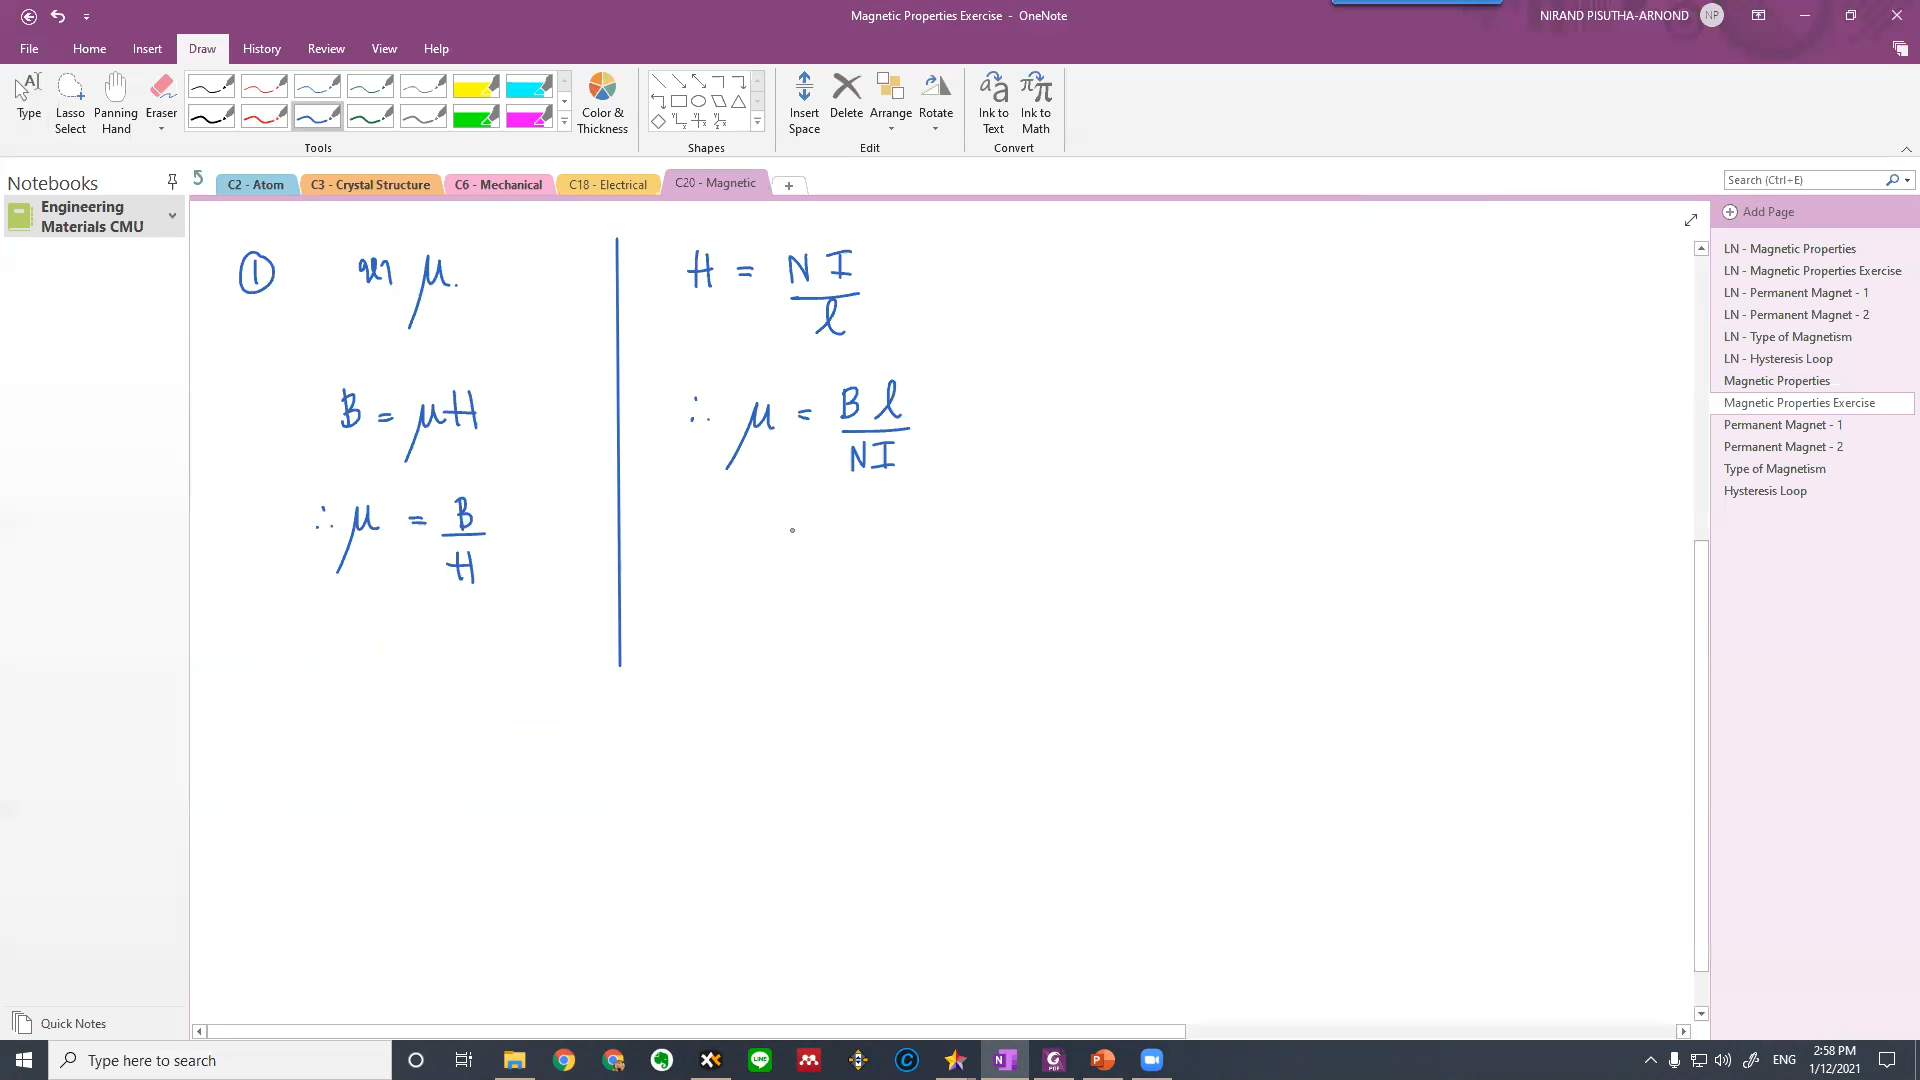 Magnetic Properties Exercise - OneNote
NIRAND PISUTHA-ARNOND NP
File Home Insert Draw History Review View Help
Type
Lasso Select
Panning Hand
Eraser
Color & Thickness
Insert Space
Delete
Arrange
Rotate
Ink to Text
Ink to Math
Tools
Shapes
Edit
Convert
Notebooks
Engineering Materials CMU
C2 - Atom
C3 - Crystal Structure
C6 - Mechanical
C18 - Electrical
C20 - Magnetic
Search (Ctrl+E)
Add Page
LN - Magnetic Properties
LN - Magnetic Properties Exercise
LN - Permanent Magnet - 1
LN - Permanent Magnet - 2
LN - Type of Magnetism
LN - Hysteresis Loop
Magnetic Properties
Magnetic Properties Exercise
Permanent Magnet - 1
Permanent Magnet - 2
Type of Magnetism
Hysteresis Loop
① หา μ.
B = μH
∴ μ = B / H
H = N I / l
∴ μ = B l / NI
Quick Notes
Type here to search
ENG
2:58 PM
1/12/2021